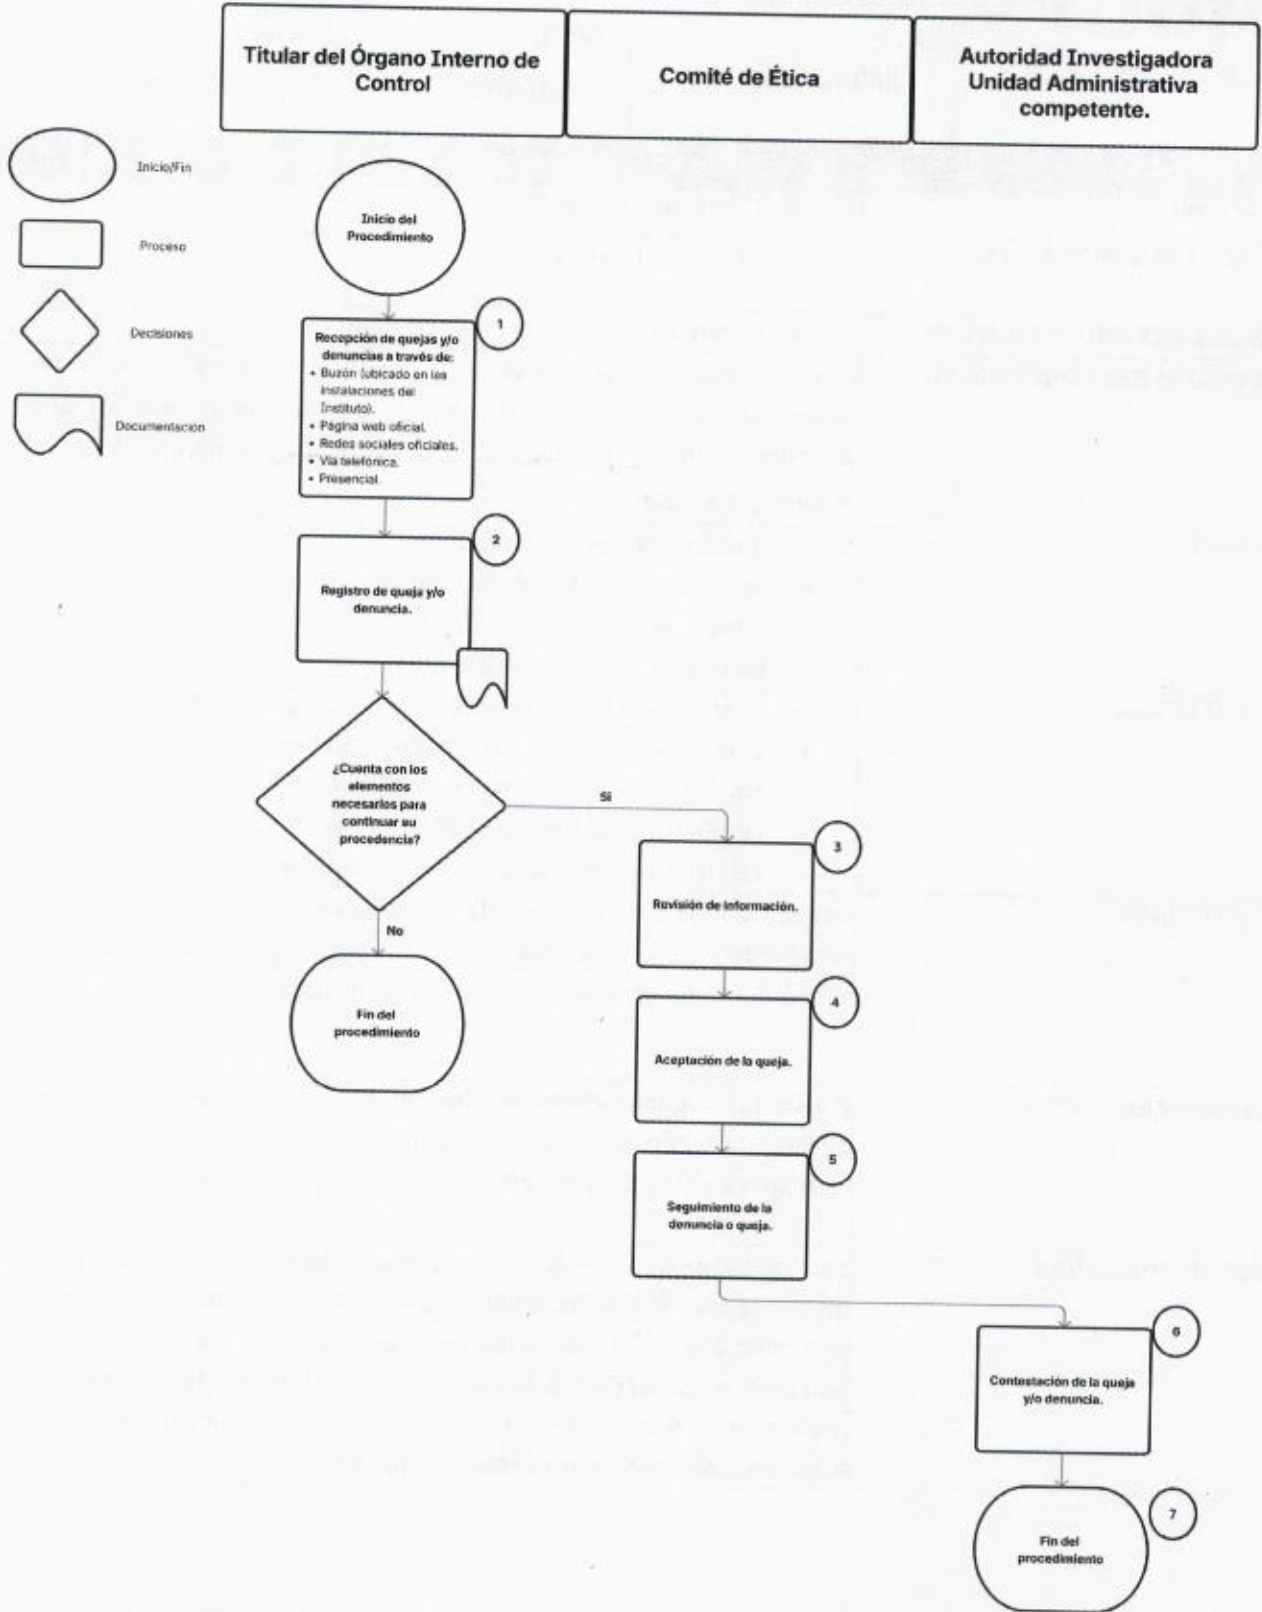 Titular del Órgano Interno de
Control
Comité de Ética
Autoridad Investigadora
Unidad Administrativa
competente.
Inicio/Fin
Proceso
Decisiones
Documentación
Inicio del
Procedimiento
1
Recepción de quejas y/o
denuncias a través de:
• Buzón (ubicado en las
instalaciones del
Instituto).
• Página web oficial.
• Redes sociales oficiales.
• Vía telefónica.
• Presencial.
2
Registro de queja y/o
denuncia.
¿Cuenta con los
elementos
necesarios para
continuar su
procedencia?
Si
No
Fin del
procedimiento
3
Revisión de información.
4
Aceptación de la queja.
5
Seguimiento de la
denuncia o queja.
6
Contestación de la queja
y/o denuncia.
7
Fin del
procedimiento